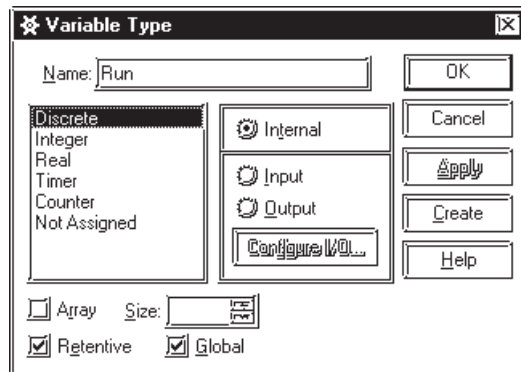 Variable Type
Name: Run
OK
Discrete
Integer
Real
Timer
Counter
Not Assigned
Internal
Input
Output
Configure I/O...
Cancel
Apply
Create
Help
Array Size:
Retentive Global